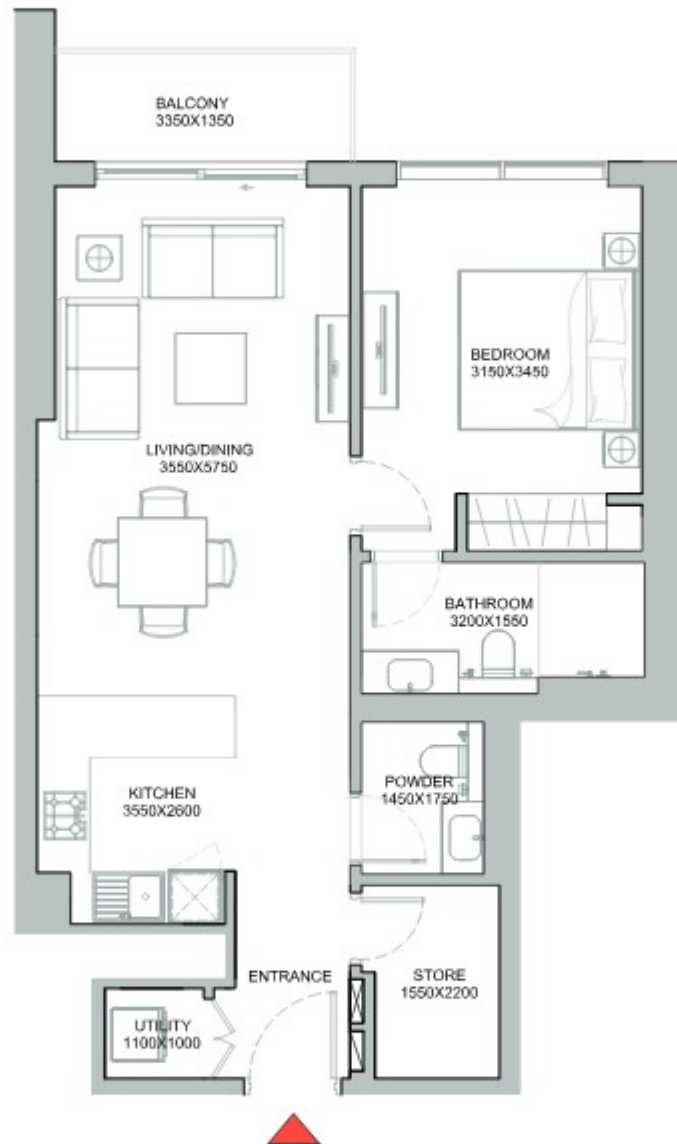 BALCONY
3350X1350
BEDROOM
3150X3450
LIVING/DINING
3550X5750
BATHROOM
3200X1550
KITCHEN
3550X2600
POWDER
1450X1750
ENTRANCE
STORE
1550X2200
UTILITY
1100X1000